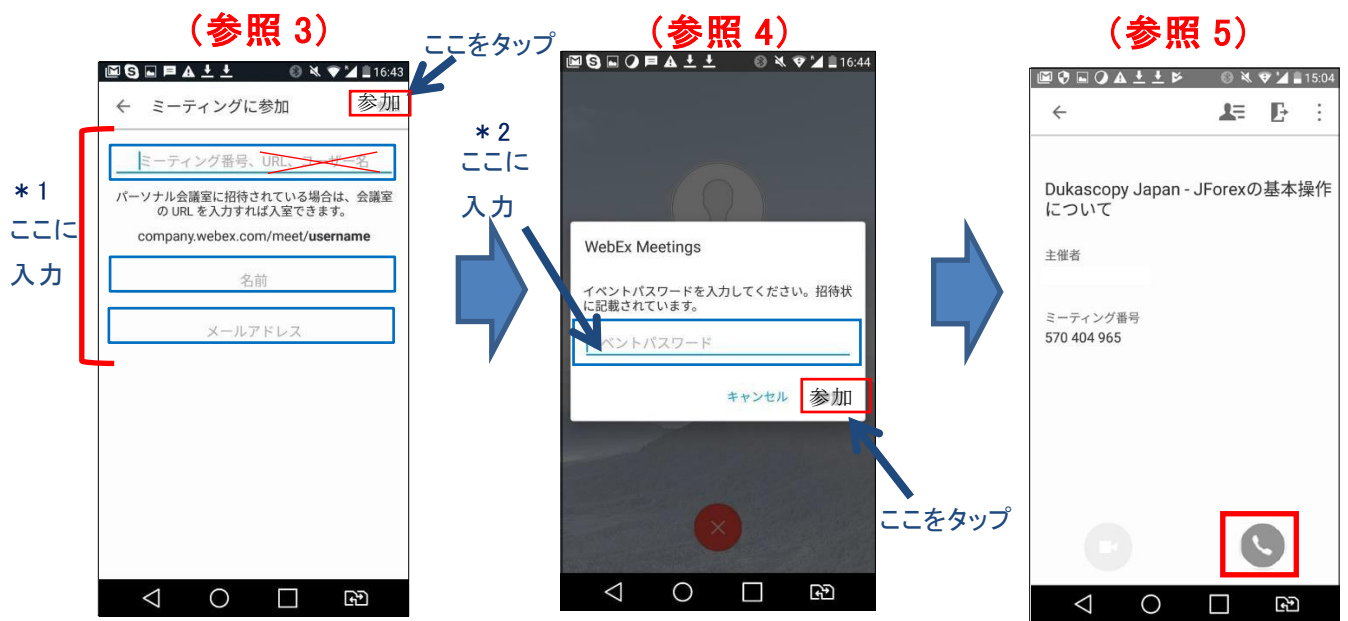 （参照 3）
ここをタップ
16:43
ミーティングに参加
参加
＊1
ここに
入力
ミーティング番号、URL、ユーザー名
パーソナル会議室に招待されている場合は、会議室
の URL を入力すれば入室できます。
company.webex.com/meet/username
名前
メールアドレス
（参照 4）
16:44
＊2
ここに
入力
WebEx Meetings
イベントパスワードを入力してください。招待状
に記載されています。
ベントパスワード
キャンセル
参加
ここをタップ
（参照 5）
15:04
Dukascopy Japan - JForexの基本操作
について
主催者
ミーティング番号
570 404 965